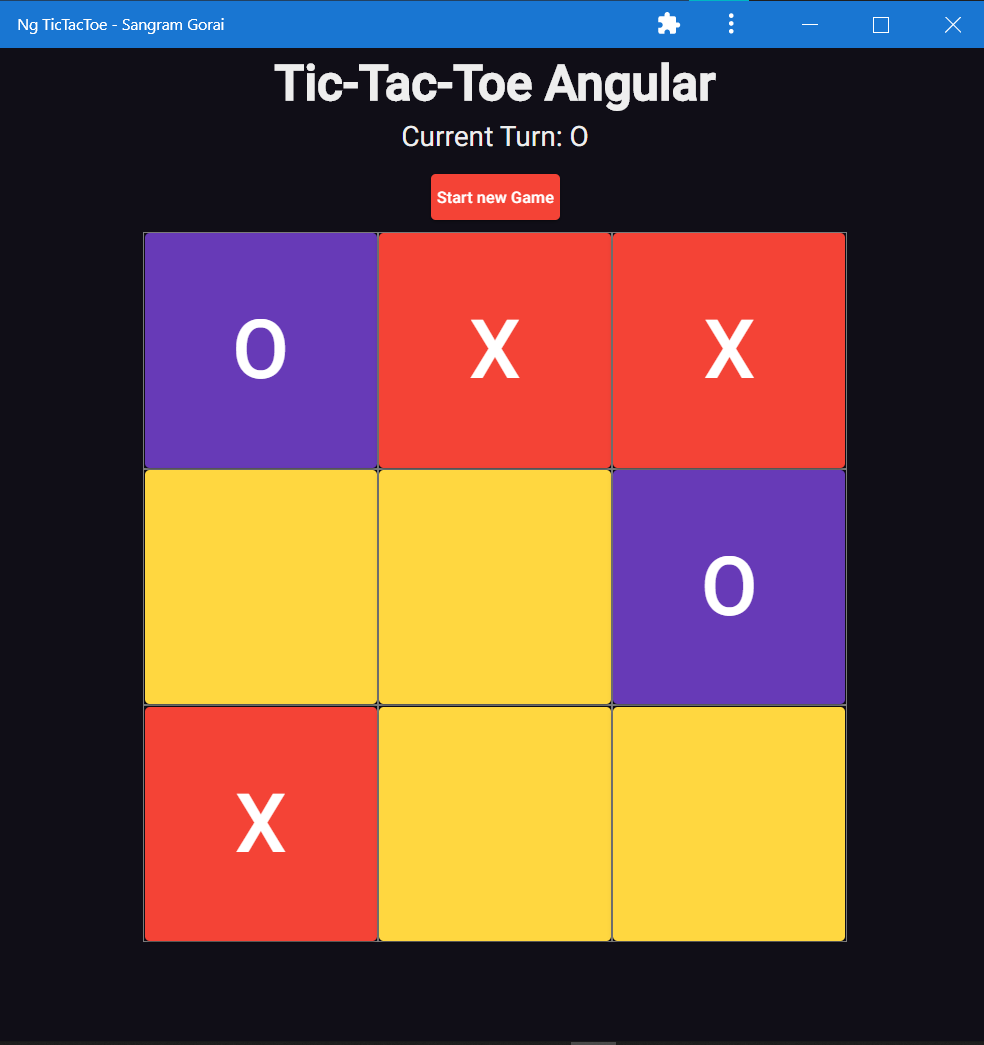 Ng TicTacToe - Sangram Gorai
Tic-Tac-Toe Angular
Current Turn: O
Start new Game
O X X
O
X